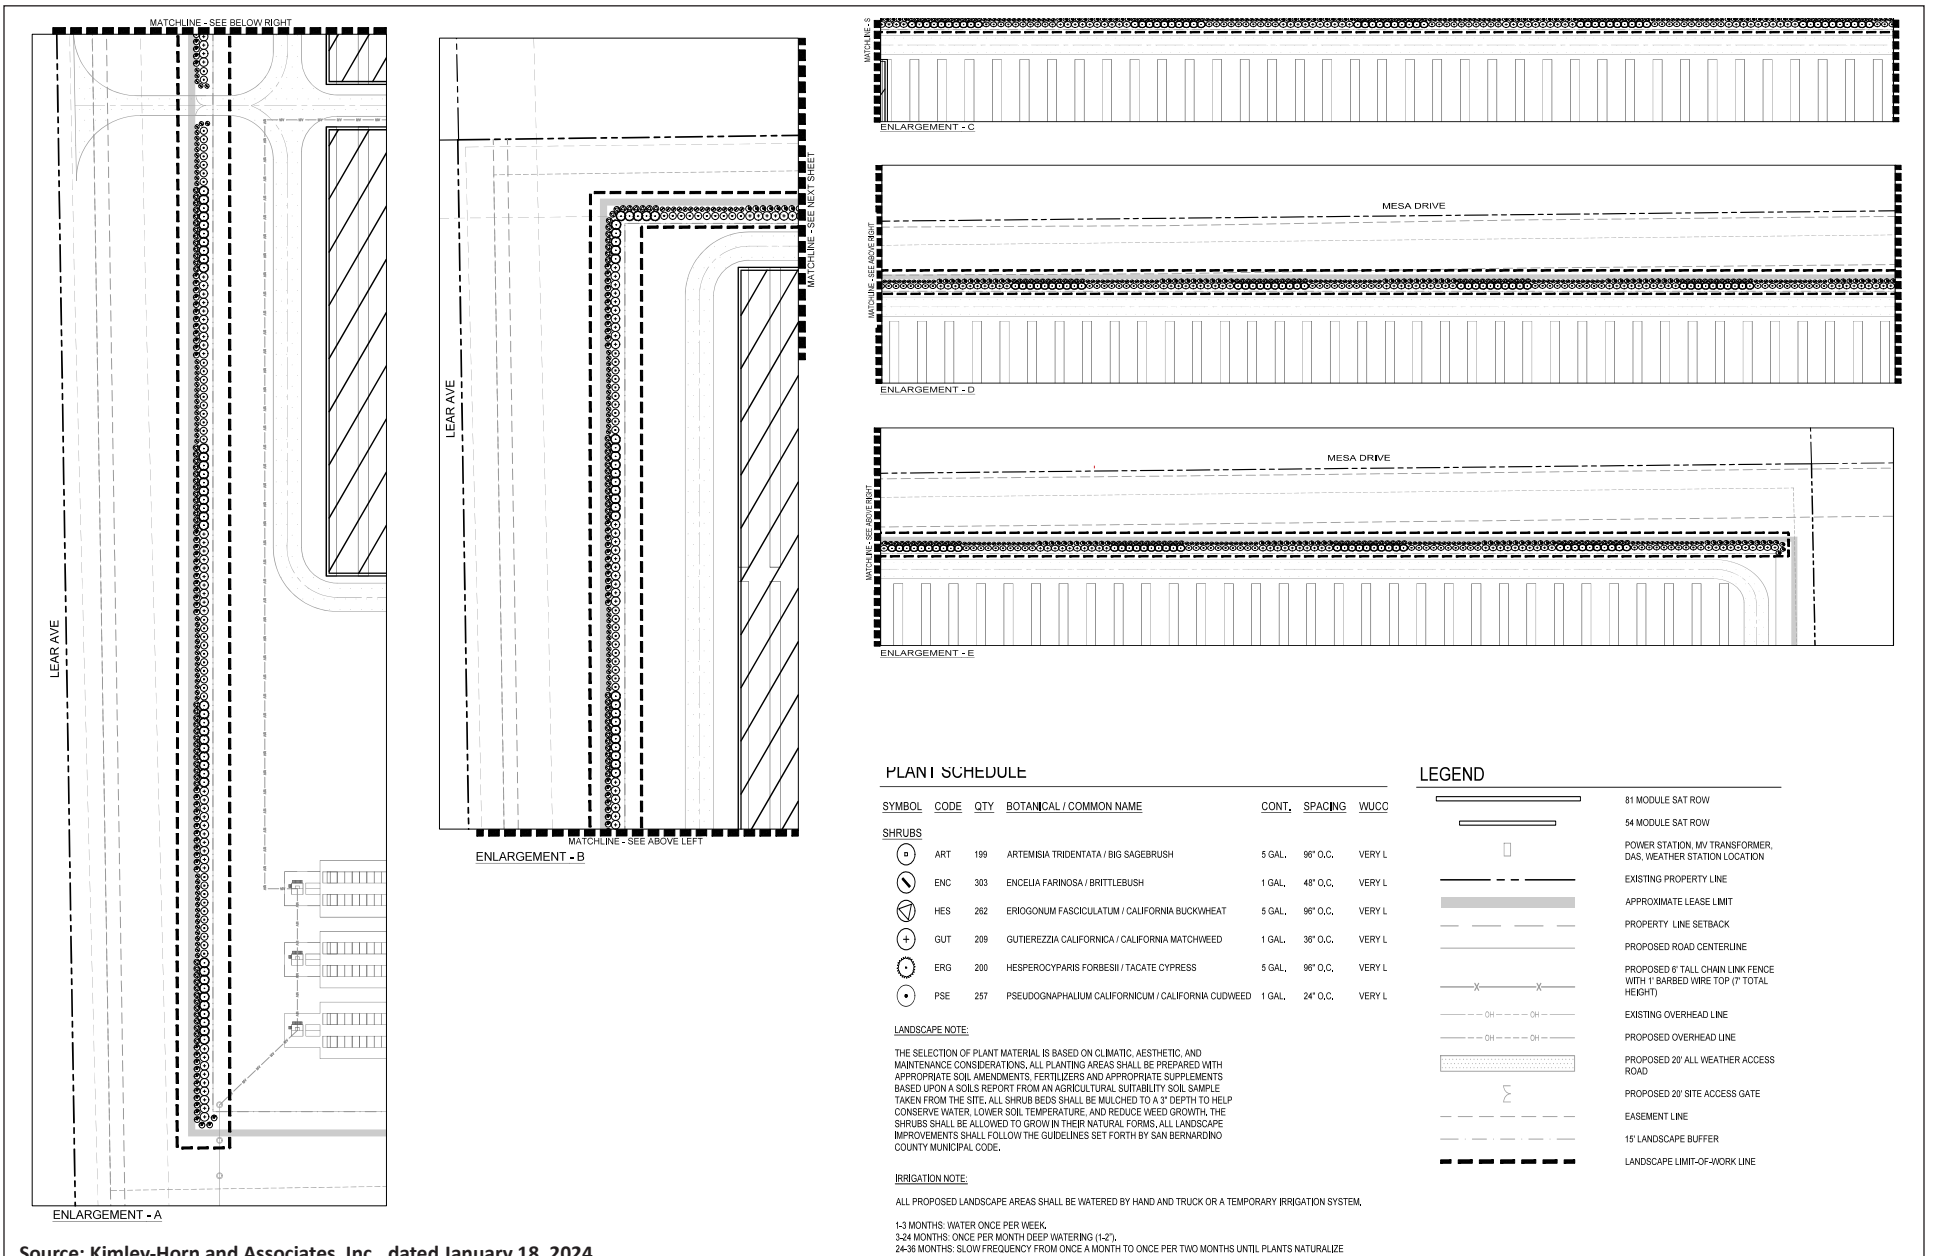 MATCHLINE - SEE BELOW RIGHT
LEAR AVE
ENLARGEMENT - A
LEAR AVE
MATCHLINE - SEE NEXT SHEET
MATCHLINE - SEE ABOVE LEFT
ENLARGEMENT - B
MATCHLINE - S
ENLARGEMENT - C
MESA DRIVE
MATCHLINE - SEE ABOVE RIGHT
ENLARGEMENT - D
MESA DRIVE
MATCHLINE - SEE ABOVE RIGHT
ENLARGEMENT - E
PLANT SCHEDULE
SYMBOL CODE QTY BOTANICAL / COMMON NAME CONT. SPACING WUCC
SHRUBS
ART 199 ARTEMISIA TRIDENTATA / BIG SAGEBRUSH 5 GAL. 96" O.C. VERY L
ENC 303 ENCELIA FARINOSA / BRITTLEBUSH 1 GAL. 48" O.C. VERY L
HES 262 ERIOGONUM FASCICULATUM / CALIFORNIA BUCKWHEAT 5 GAL. 96" O.C. VERY L
GUT 209 GUTIEREZZIA CALIFORNICA / CALIFORNIA MATCHWEED 1 GAL. 36" O.C. VERY L
ERG 200 HESPEROCYPARIS FORBESII / TACATE CYPRESS 5 GAL. 96" O.C. VERY L
PSE 257 PSEUDOGNAPHALIUM CALIFORNICUM / CALIFORNIA CUDWEED 1 GAL. 24" O.C. VERY L
LANDSCAPE NOTE:
THE SELECTION OF PLANT MATERIAL IS BASED ON CLIMATIC, AESTHETIC, AND
MAINTENANCE CONSIDERATIONS. ALL PLANTING AREAS SHALL BE PREPARED WITH
APPROPRIATE SOIL AMENDMENTS, FERTILIZERS AND APPROPRIATE SUPPLEMENTS
BASED UPON A SOILS REPORT FROM AN AGRICULTURAL SUITABILITY SOIL SAMPLE
TAKEN FROM THE SITE. ALL SHRUB BEDS SHALL BE MULCHED TO A 3" DEPTH TO HELP
CONSERVE WATER, LOWER SOIL TEMPERATURE, AND REDUCE WEED GROWTH. THE
SHRUBS SHALL BE ALLOWED TO GROW IN THEIR NATURAL FORMS. ALL LANDSCAPE
IMPROVEMENTS SHALL FOLLOW THE GUIDELINES SET FORTH BY SAN BERNARDINO
COUNTY MUNICIPAL CODE.
IRRIGATION NOTE:
ALL PROPOSED LANDSCAPE AREAS SHALL BE WATERED BY HAND AND TRUCK OR A TEMPORARY IRRIGATION SYSTEM.
1-3 MONTHS: WATER ONCE PER WEEK.
3-24 MONTHS: ONCE PER MONTH DEEP WATERING (1-2").
24-36 MONTHS: SLOW FREQUENCY FROM ONCE A MONTH TO ONCE PER TWO MONTHS UNTIL PLANTS NATURALIZE
LEGEND
81 MODULE SAT ROW
54 MODULE SAT ROW
POWER STATION, MV TRANSFORMER,
DAS, WEATHER STATION LOCATION
EXISTING PROPERTY LINE
APPROXIMATE LEASE LIMIT
PROPERTY LINE SETBACK
PROPOSED ROAD CENTERLINE
PROPOSED 6' TALL CHAIN LINK FENCE
WITH 1' BARBED WIRE TOP (7' TOTAL
HEIGHT)
X X
OH OH EXISTING OVERHEAD LINE
OH OH PROPOSED OVERHEAD LINE
PROPOSED 20' ALL WEATHER ACCESS
ROAD
PROPOSED 20' SITE ACCESS GATE
EASEMENT LINE
15' LANDSCAPE BUFFER
LANDSCAPE LIMIT-OF-WORK LINE
Source: Kimley-Horn and Associates, Inc., dated January 18, 2024